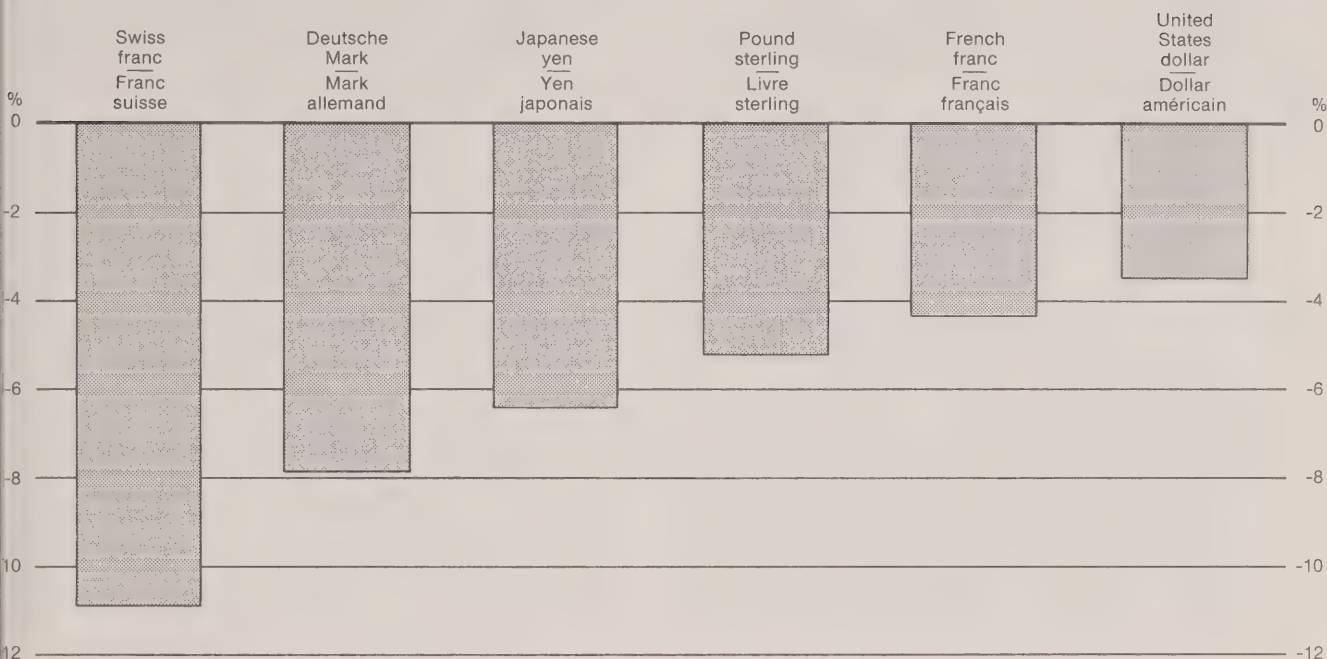 Swiss
franc
Franc
suisse
Deutsche
Mark
Mark
allemand
Japanese
yen
Yen
japonais
Pound
sterling
Livre
sterling
French
franc
Franc
français
United
States
dollar
Dollar
américain
%
0
-2
-4
-6
-8
10
12
%
0
-2
-4
-6
-8
-10
-12